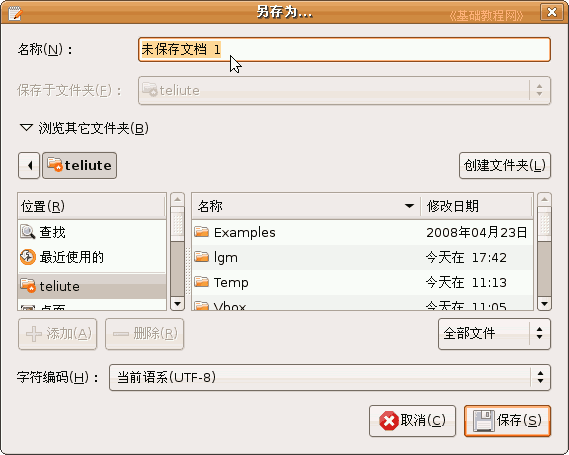 另存为...
《基础教程网》
名称(N)：
未保存文档 1
保存于文件夹(F)：
teliute
浏览其它文件夹(B)
teliute
创建文件夹(L)
位置(R)
名称
修改日期
查找
Examples
2008年04月23日
最近使用的
lgm
今天在 17:42
teliute
Temp
今天在 11:13
桌面
Vbox
今天在 11:05
添加(A)
删除(R)
全部文件
字符编码(H)：
当前语系(UTF-8)
取消(C)
保存(S)